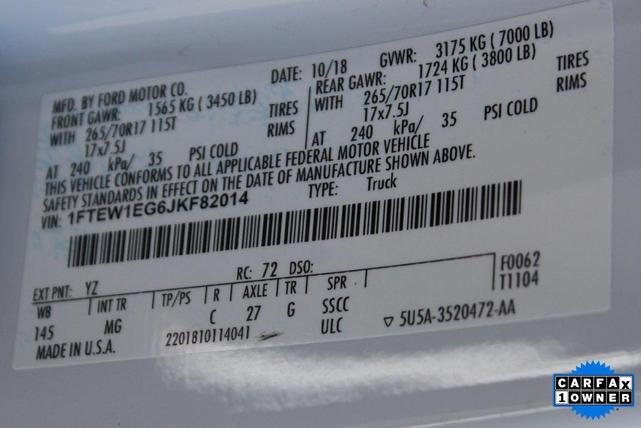 MFD. BY FORD MOTOR CO.
DATE: 10/18
GVWR: 3175 KG ( 7000 LB)
FRONT GAWR: 1565 KG ( 3450 LB)
REAR GAWR: 1724 KG ( 3800 LB)
WITH 265/70R17 115T TIRES
WITH 265/70R17 115T TIRES
17x7.5J RIMS
17x7.5J RIMS
AT 240 kPa/ 35 PSI COLD
AT 240 kPa/ 35 PSI COLD
THIS VEHICLE CONFORMS TO ALL APPLICABLE FEDERAL MOTOR VEHICLE
SAFETY STANDARDS IN EFFECT ON THE DATE OF MANUFACTURE SHOWN ABOVE.
VIN: 1FTEW1EG6JKF82014
TYPE: Truck
EXT PNT: YZ
RC: 72 DSO:
F0062
WB INT TR TP/PS R AXLE TR SPR
T1104
145 MG C 27 G SSCC
MADE IN U.S.A. 2201810114041 ULC
▽ 5U5A-3520472-AA
CARFAX
1 OWNER